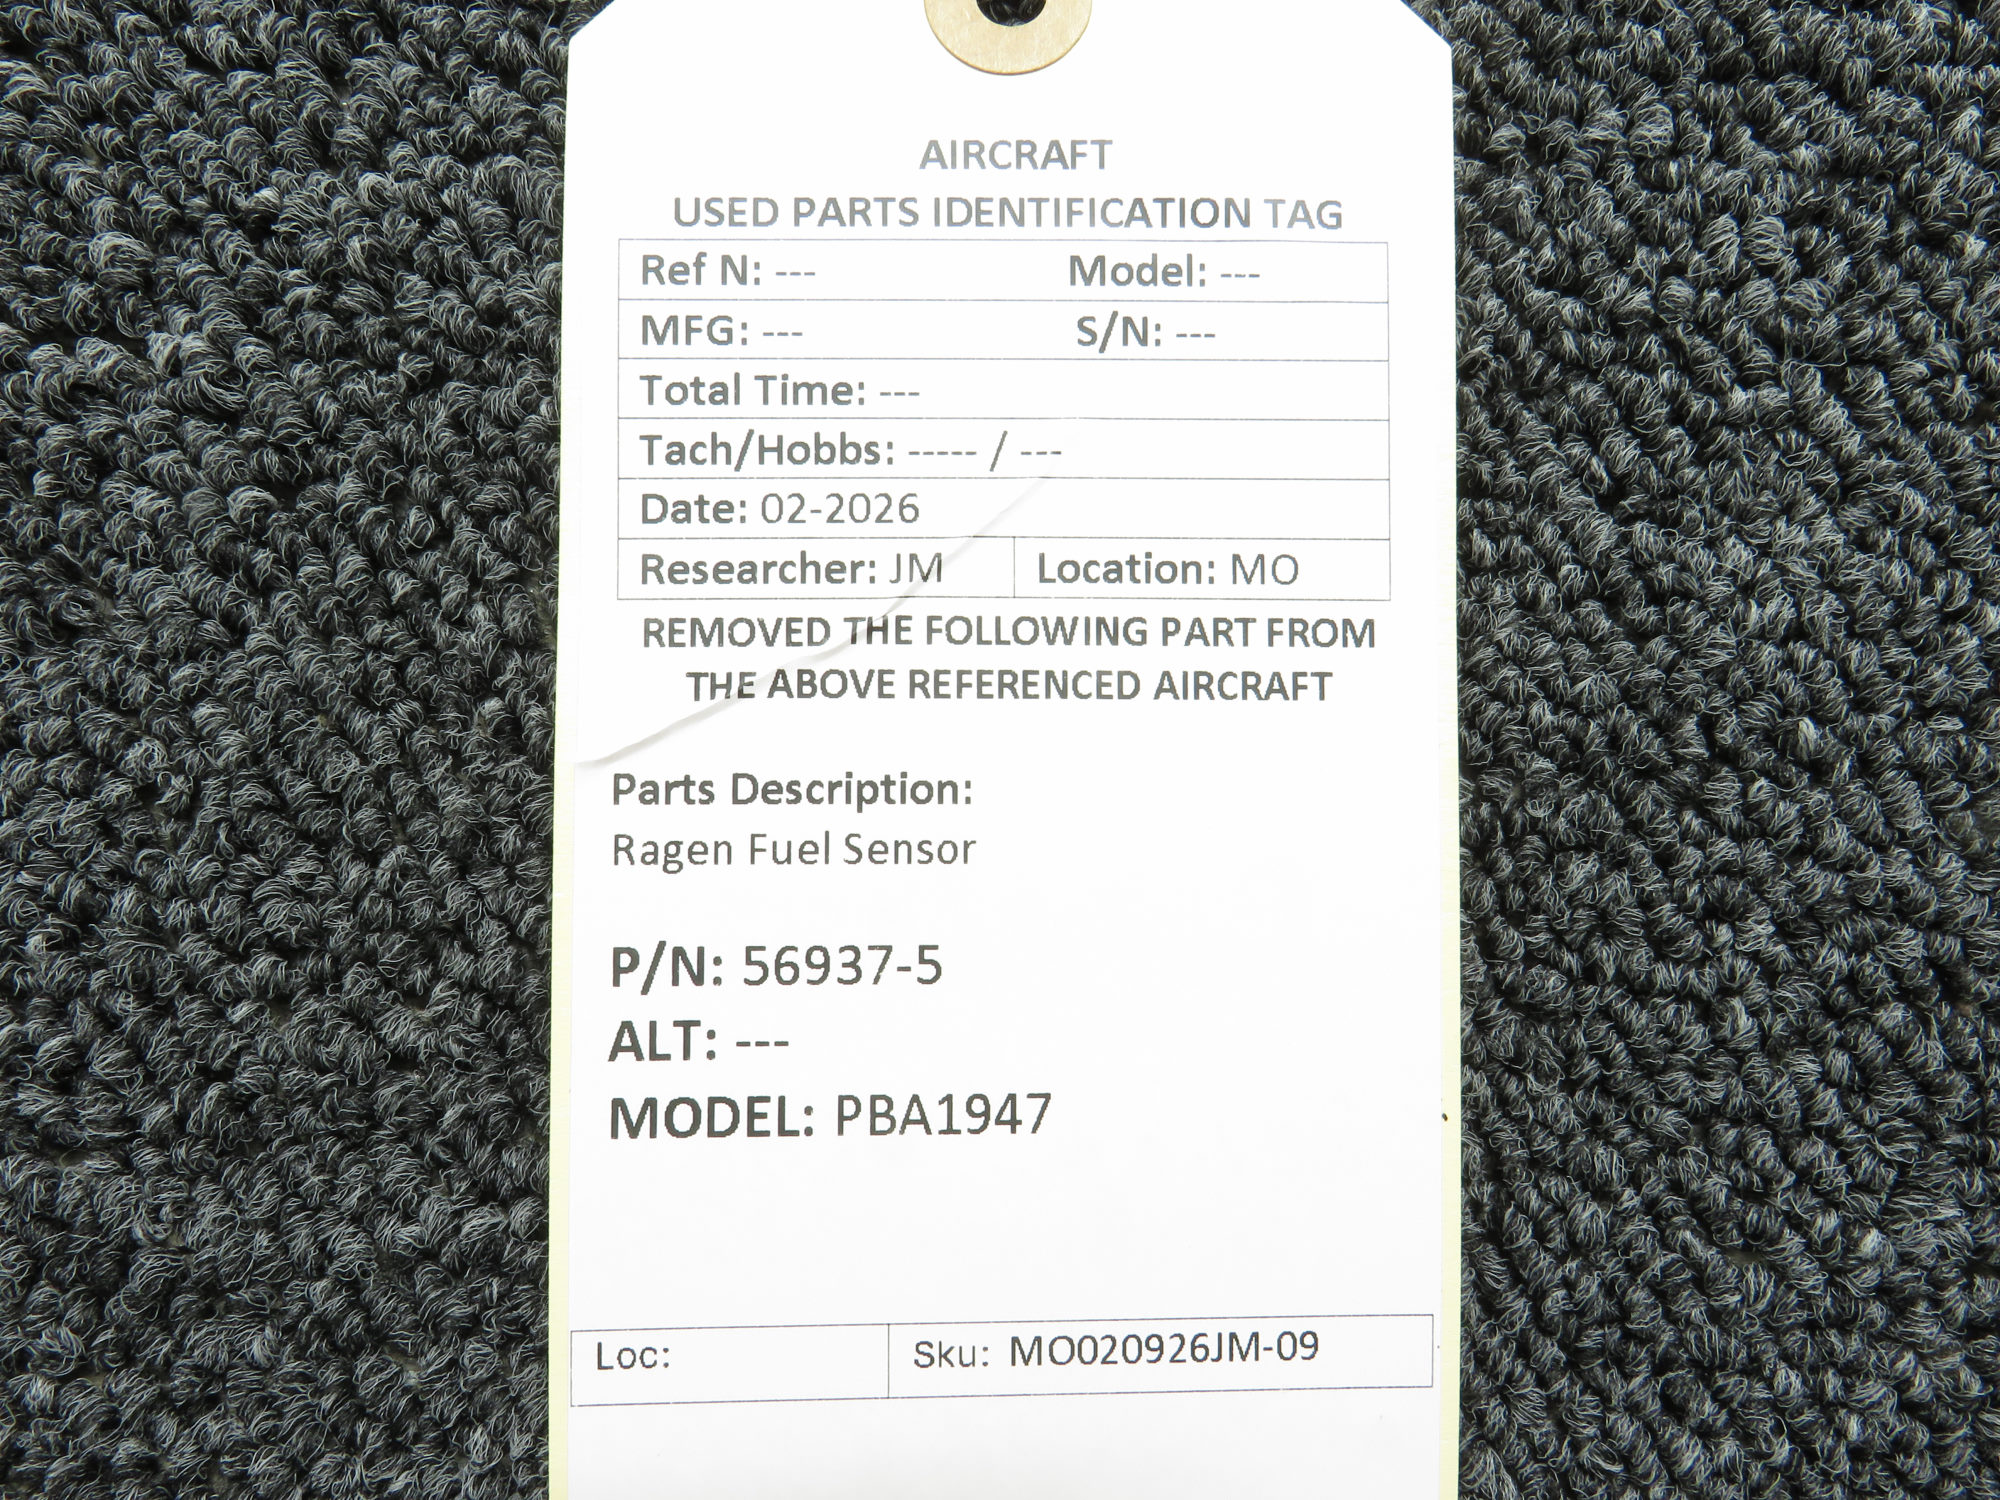 AIRCRAFT
USED PARTS IDENTIFICATION TAG
Ref N: --- Model: ---
MFG: --- S/N: ---
Total Time: ---
Tach/Hobbs: ----- / ---
Date: 02-2026
Researcher: JM Location: MO
REMOVED THE FOLLOWING PART FROM
THE ABOVE REFERENCED AIRCRAFT
Parts Description:
Ragen Fuel Sensor
P/N: 56937-5
ALT: ---
MODEL: PBA1947
Loc: Sku: MO020926JM-09